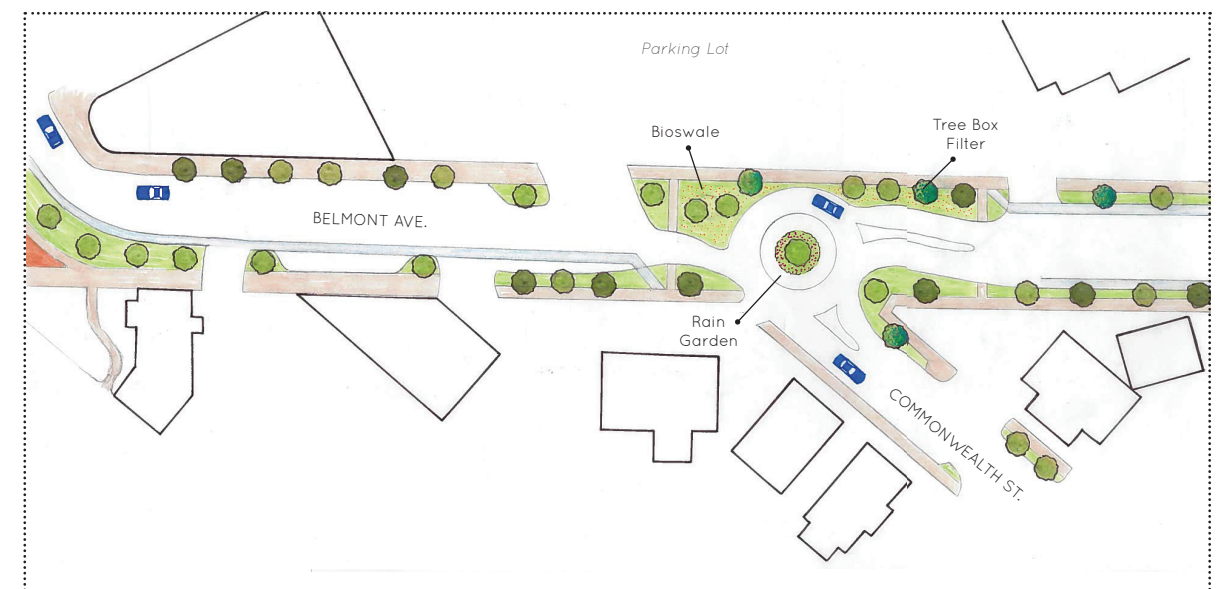 Parking Lot
Bioswale
Tree Box
Filter
BELMONT AVE.
Rain
Garden
COMMONWEALTH ST.